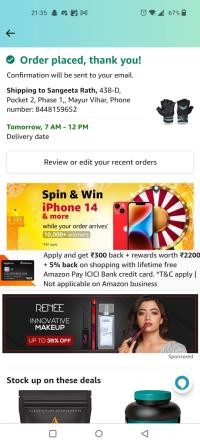 21:35
67%
Order placed, thank you!
Confirmation will be sent to your email.
Shipping to Sangeeta Rath, 438-D,
Pocket 2, Phase 1,, Mayur Vihar, Phone
number: 8448159652
Tomorrow, 7 AM - 12 PM
Delivery date
Review or edit your recent orders
Spin & Win
iPhone 14
& more
while your order arrives*
10,000+ winners
Apply and get ₹300 back + rewards worth ₹2200
+ 5% back on shopping with lifetime free
Amazon Pay ICICI Bank credit card. *T&C apply |
Not applicable on Amazon business
RENEE
INNOVATIVE
MAKEUP
UP TO 35% OFF
Sponsored
Stock up on these deals